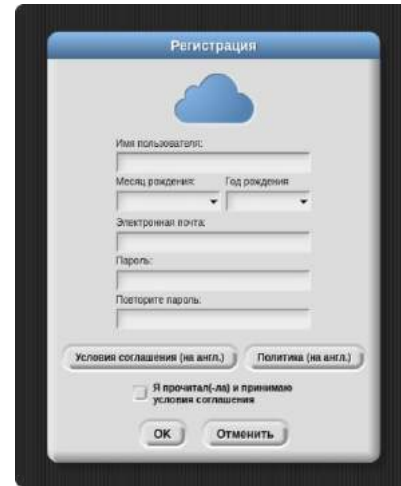 Регистрация
Имя пользователя:
Месяц рождения: Год рождения
Электронная почта:
Пароль:
Повторите пароль:
Условия соглашения (на англ.) Политика (на англ.)
Я прочитал(-ла) и принимаю
условия соглашения
OK Отменить